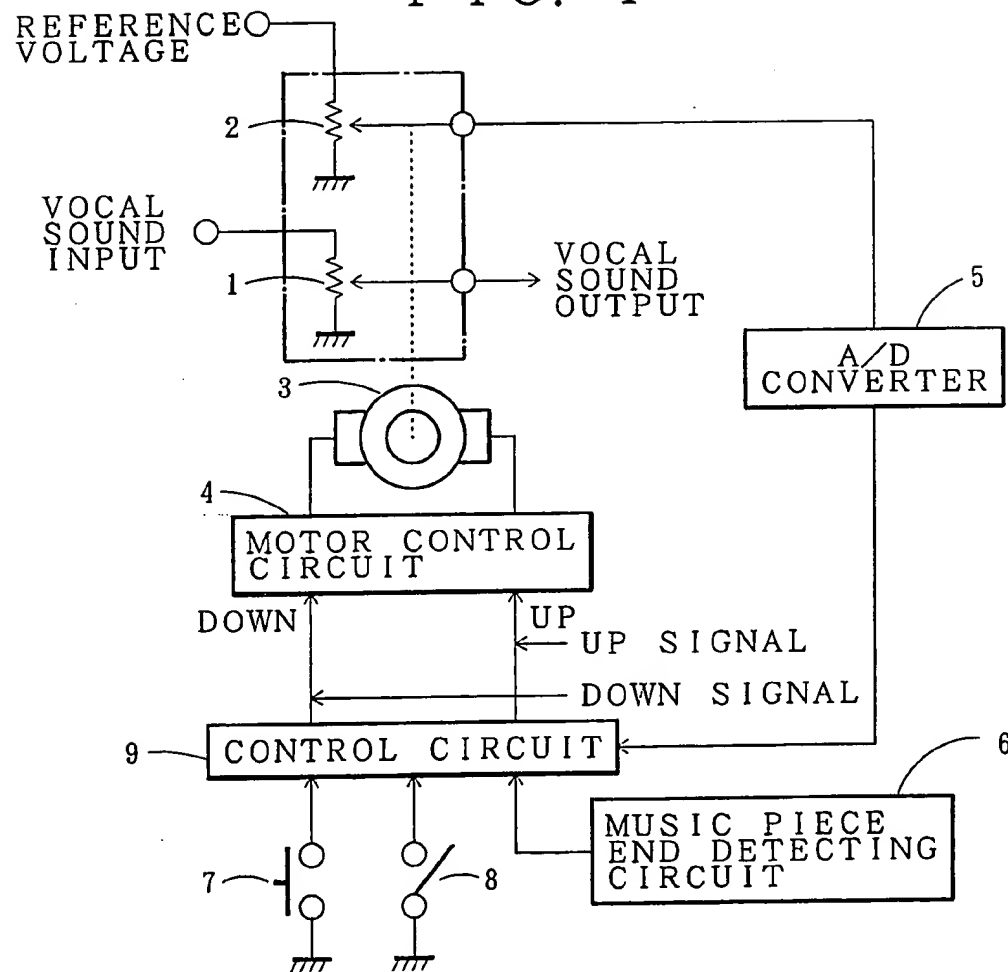 REFERENCE
VOLTAGE
2
VOCAL
SOUND
INPUT
1
VOCAL
SOUND
OUTPUT
5
A/D
CONVERTER
3
4
MOTOR CONTROL
CIRCUIT
DOWN
UP
UP SIGNAL
DOWN SIGNAL
9
CONTROL CIRCUIT
6
MUSIC PIECE
END DETECTING
CIRCUIT
7
8